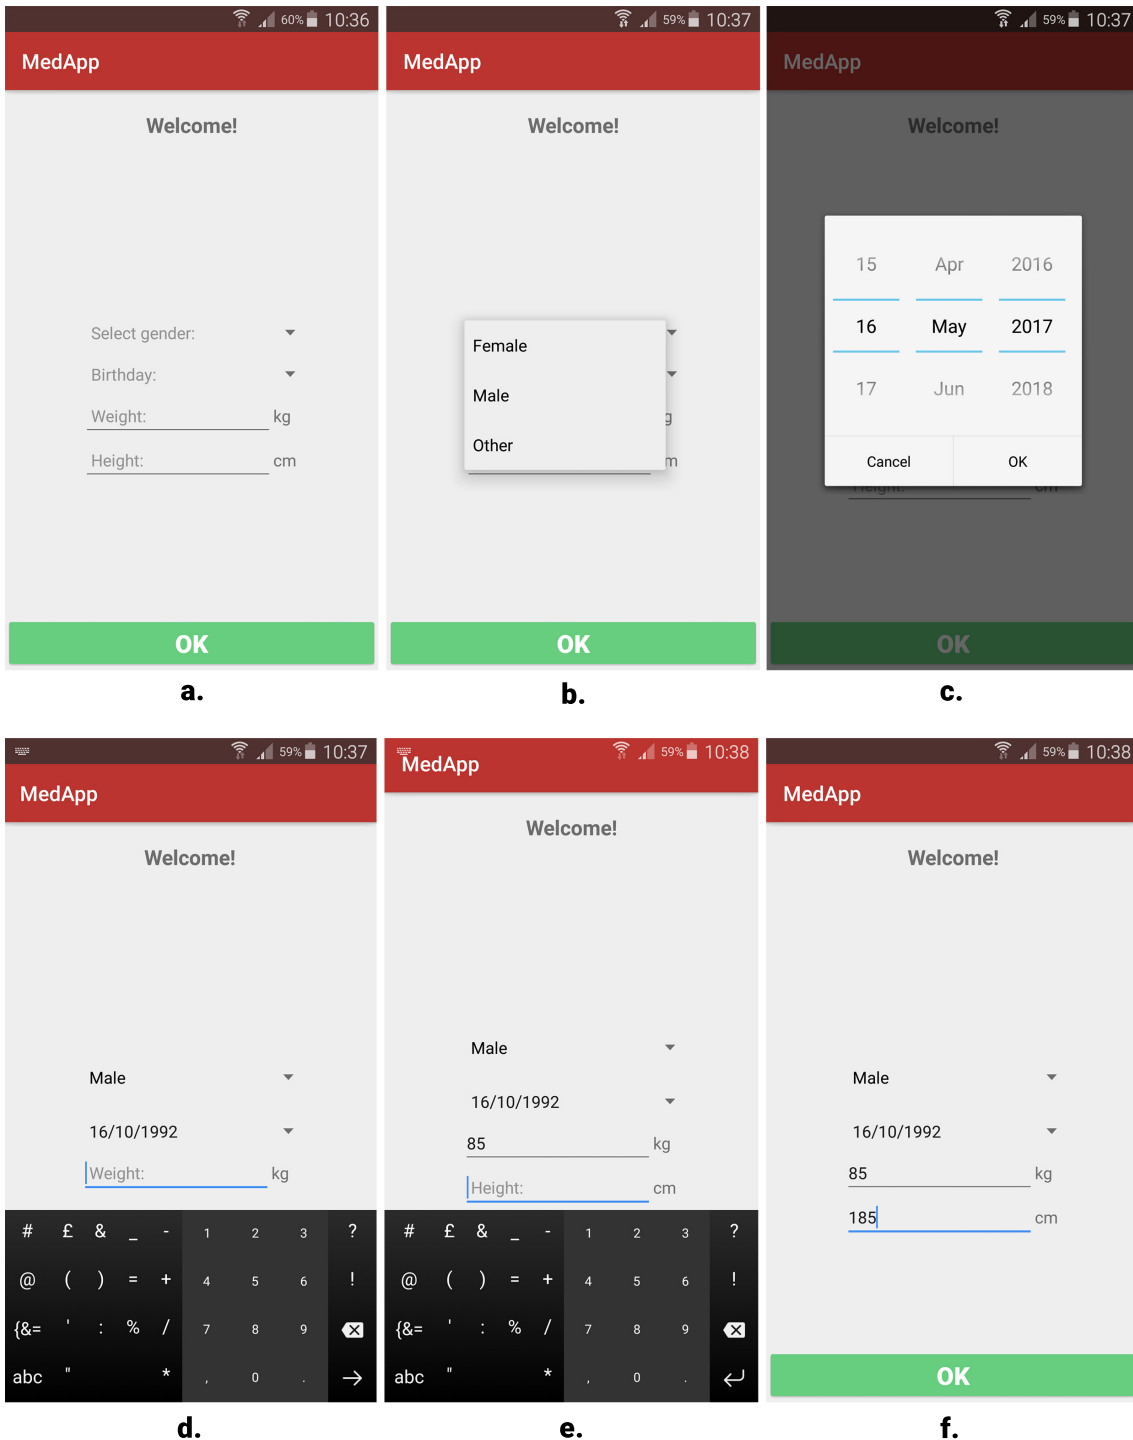 60% 10:36
MedApp
Welcome!
Select gender:
Birthday:
Weight: kg
Height: cm
OK
a.
59% 10:37
MedApp
Welcome!
Female
Male
Other
g
m
OK
b.
59% 10:37
MedApp
Welcome!
15 Apr 2016
16 May 2017
17 Jun 2018
Cancel OK
Height: cm
OK
c.
59% 10:37
MedApp
Welcome!
Male
16/10/1992
Weight: kg
# £ & _ - 1 2 3 ?
@ ( ) = + 4 5 6 !
{&= ' : % / 7 8 9
abc " * , 0 .
d.
59% 10:38
MedApp
Welcome!
Male
16/10/1992
85 kg
Height: cm
# £ & _ - 1 2 3 ?
@ ( ) = + 4 5 6 !
{&= ' : % / 7 8 9
abc " * , 0 .
e.
59% 10:38
MedApp
Welcome!
Male
16/10/1992
85 kg
185 cm
OK
f.